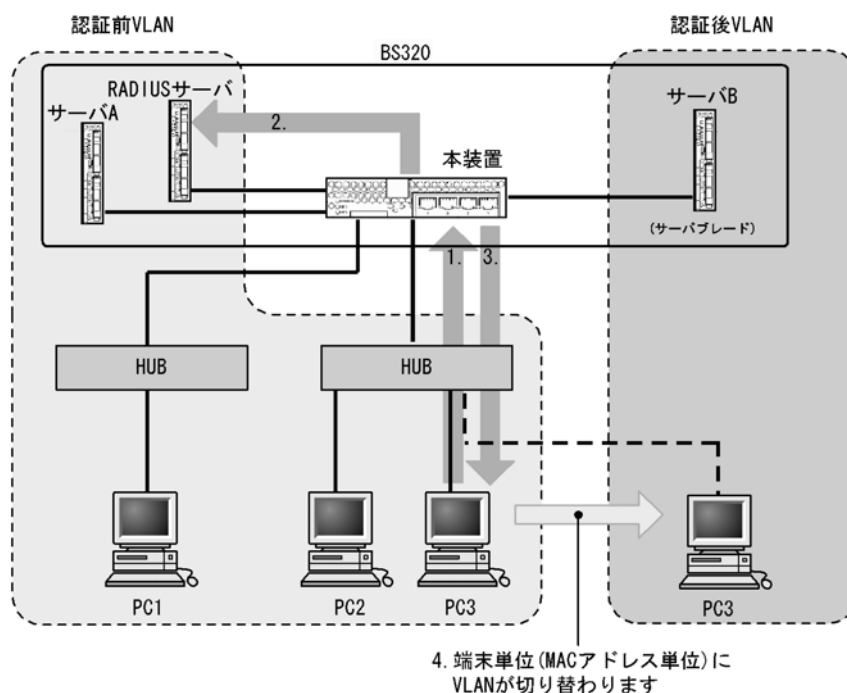 認証前VLAN
認証後VLAN
BS320
RADIUSサーバ
サーバA
サーバB
2.
本装置
(サーバブレード)
1.
3.
HUB
HUB
PC1
PC2
PC3
PC3
4. 端末単位(MACアドレス単位)に
VLANが切り替わります